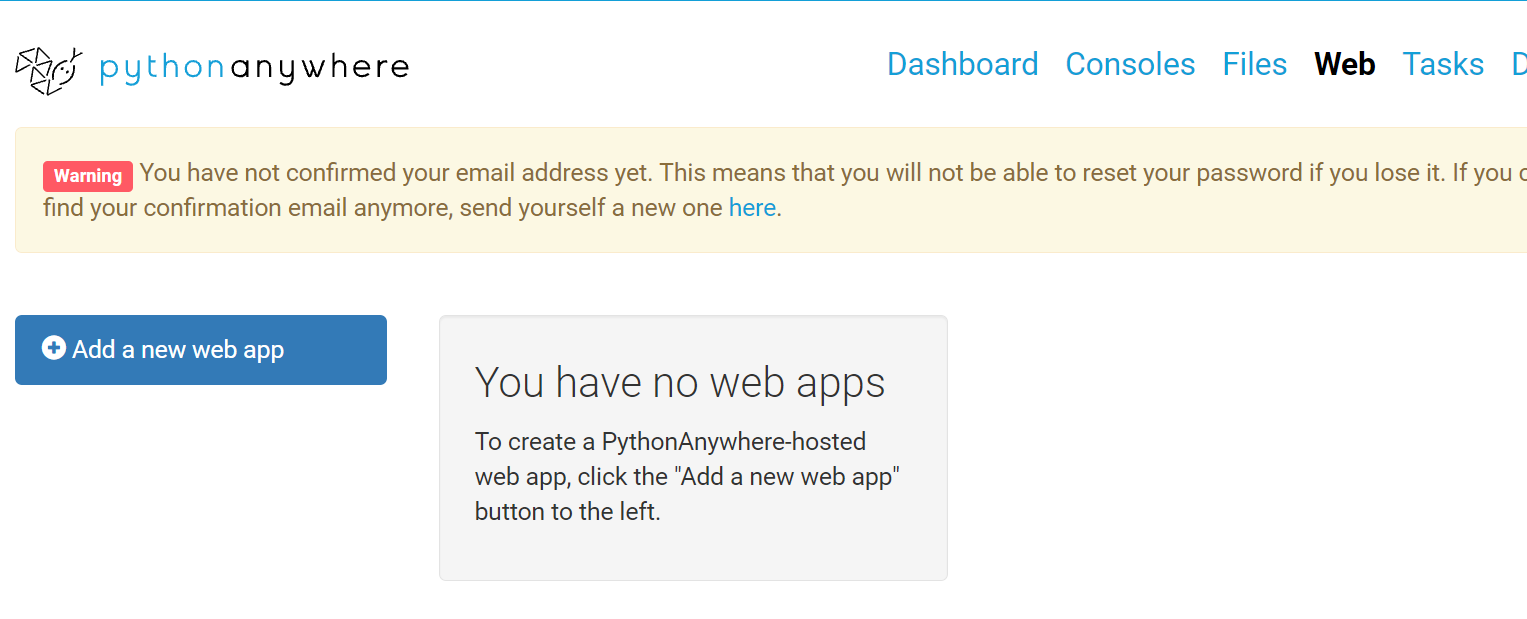 pythonanywhere
Dashboard Consoles Files Web Tasks
Warning You have not confirmed your email address yet. This means that you will not be able to reset your password if you lose it. If you
find your confirmation email anymore, send yourself a new one here.
Add a new web app
You have no web apps
To create a PythonAnywhere-hosted
web app, click the "Add a new web app"
button to the left.